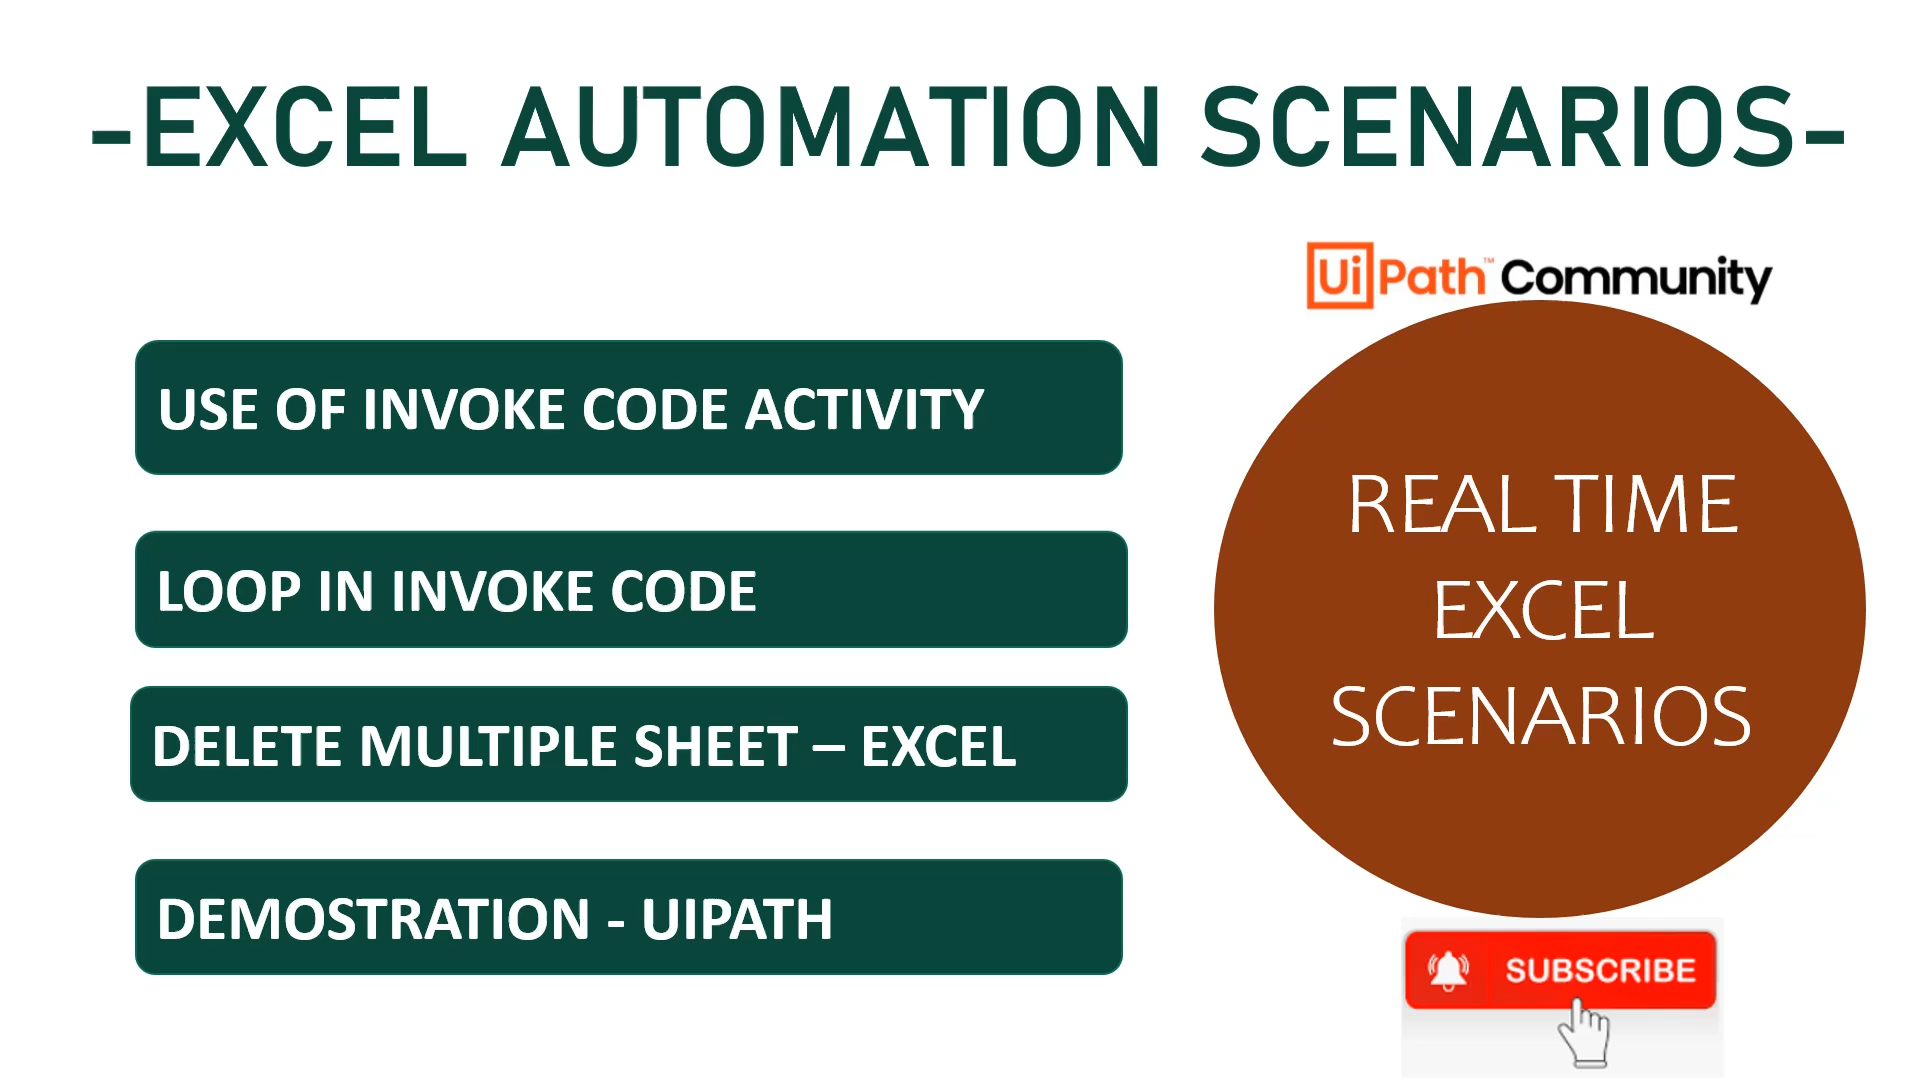 -EXCEL AUTOMATION SCENARIOS-
UiPath™ Community
USE OF INVOKE CODE ACTIVITY
LOOP IN INVOKE CODE
DELETE MULTIPLE SHEET – EXCEL
DEMOSTRATION - UIPATH
REAL TIME
EXCEL
SCENARIOS
SUBSCRIBE